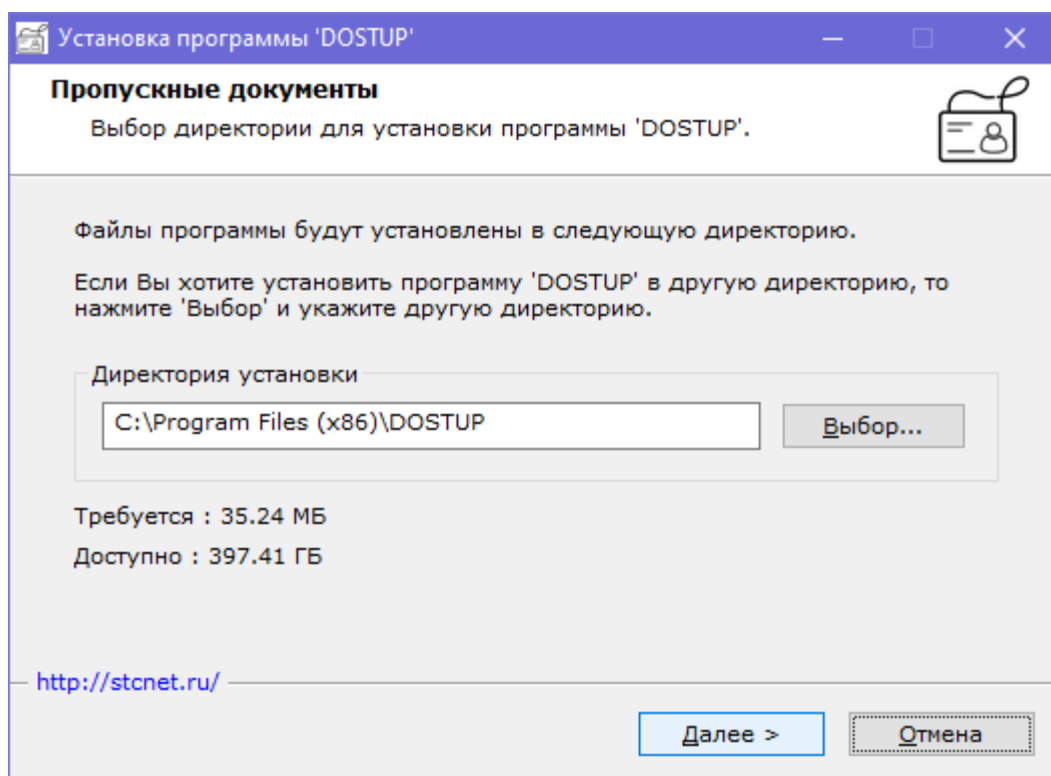 Установка программы 'DOSTUP'
Пропускные документы
Выбор директории для установки программы 'DOSTUP'.
Файлы программы будут установлены в следующую директорию.
Если Вы хотите установить программу 'DOSTUP' в другую директорию, то
нажмите 'Выбор' и укажите другую директорию.
Директория установки
C:\Program Files (x86)\DOSTUP
Выбор...
Требуется : 35.24 МБ
Доступно : 397.41 ГБ
http://stcnet.ru/
Далее >
Отмена